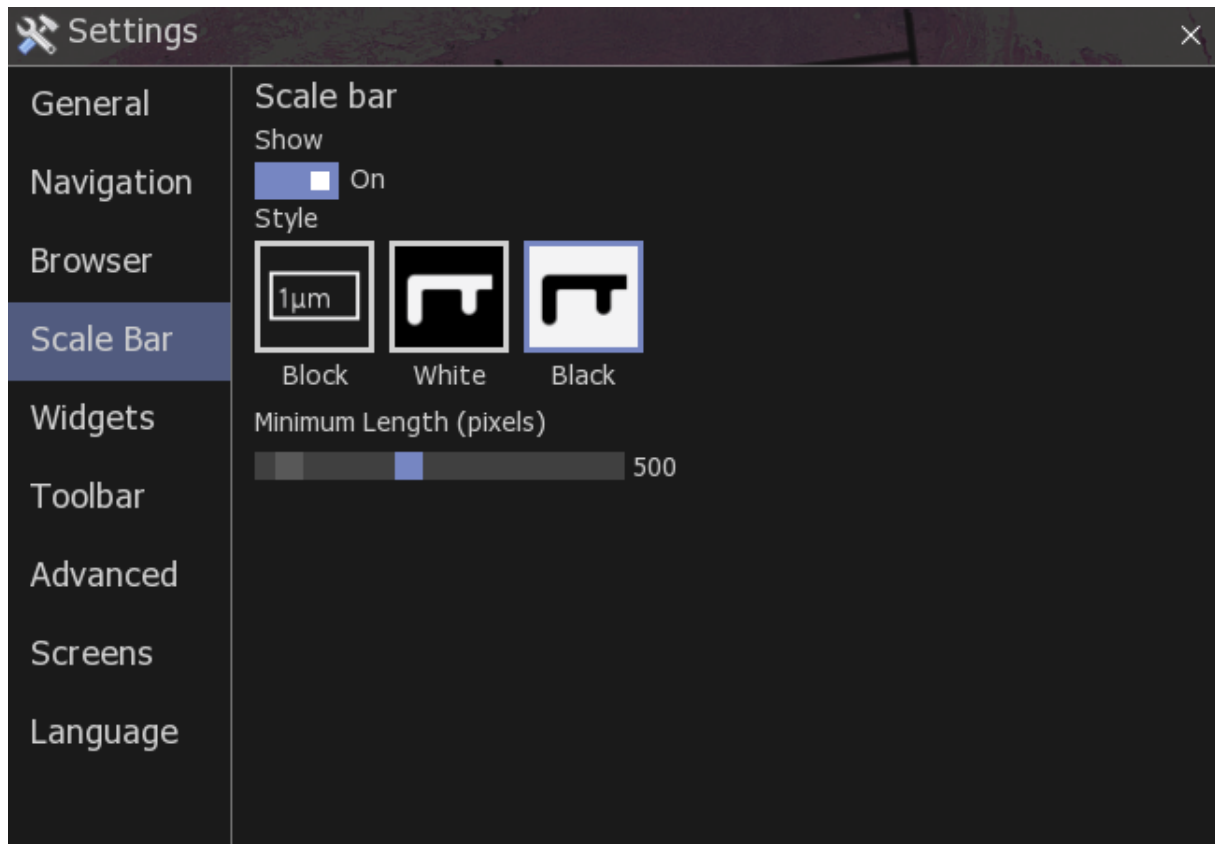 Settings
General
Navigation
Browser
Scale Bar
Widgets
Toolbar
Advanced
Screens
Language
Scale bar
Show
On
Style
1µm
Block White Black
Minimum Length (pixels)
500